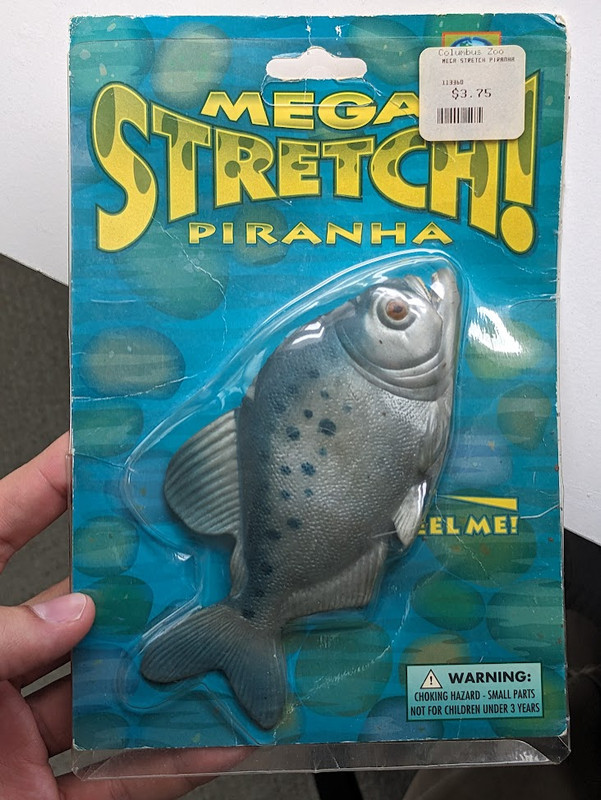 Columbus Zoo
MEGA STRETCH PIRANHA
113360
$3.75
MEGA
STRETCH!
PIRANHA
EEL ME!
WARNING:
CHOKING HAZARD - SMALL PARTS
NOT FOR CHILDREN UNDER 3 YEARS